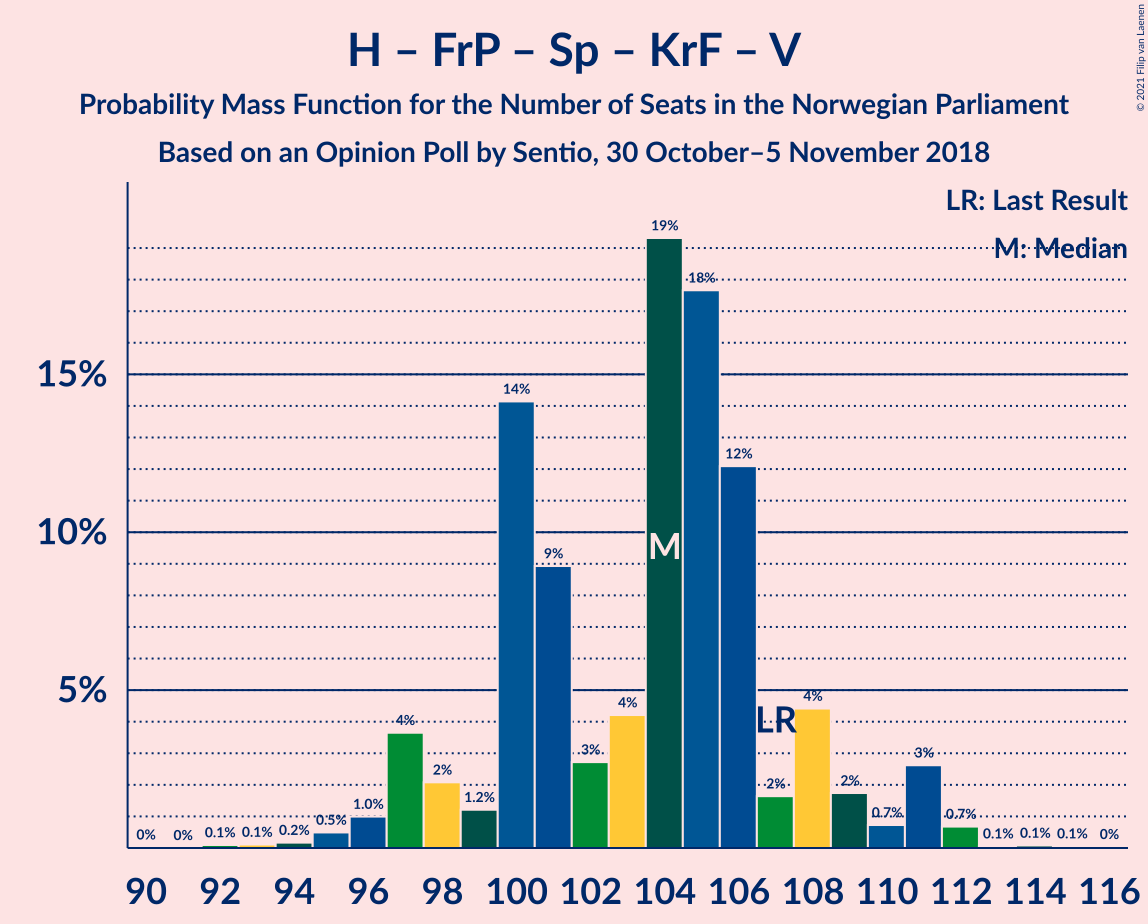 H – FrP – Sp – KrF – V
Probability Mass Function for the Number of Seats in the Norwegian Parliament
Based on an Opinion Poll by Sentio, 30 October–5 November 2018
© 2021 Filip van Laenen
LR: Last Result
M: Median
15%
10%
5%
0% 0% 0.1% 0.1% 0.2% 0.5% 1.0% 4% 2% 1.2% 14% 9% 3% 4% 19% 18% 12% 2% 4% 2% 0.7% 3% 0.7% 0.1% 0.1% 0.1% 0%
M
LR
90 92 94 96 98 100 102 104 106 108 110 112 114 116